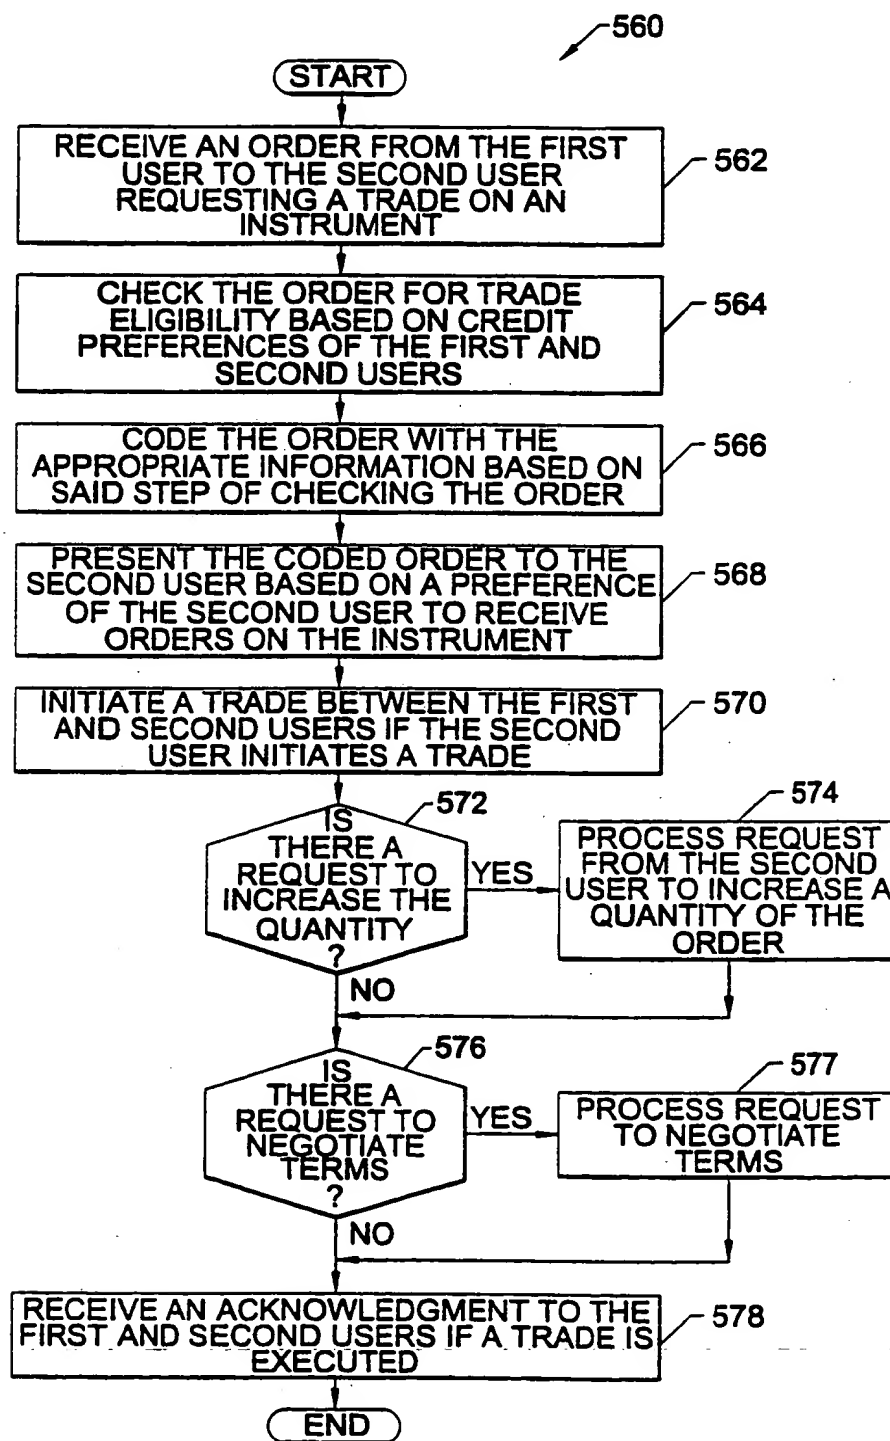 560
START
RECEIVE AN ORDER FROM THE FIRST
USER TO THE SECOND USER
REQUESTING A TRADE ON AN
INSTRUMENT
562
CHECK THE ORDER FOR TRADE
ELIGIBILITY BASED ON CREDIT
PREFERENCES OF THE FIRST AND
SECOND USERS
564
CODE THE ORDER WITH THE
APPROPRIATE INFORMATION BASED ON
SAID STEP OF CHECKING THE ORDER
566
PRESENT THE CODED ORDER TO THE
SECOND USER BASED ON A PREFERENCE
OF THE SECOND USER TO RECEIVE
ORDERS ON THE INSTRUMENT
568
INITIATE A TRADE BETWEEN THE FIRST
AND SECOND USERS IF THE SECOND
USER INITIATES A TRADE
570
572
IS
THERE A
REQUEST TO
INCREASE THE
QUANTITY
?
YES
NO
574
PROCESS REQUEST
FROM THE SECOND
USER TO INCREASE A
QUANTITY OF THE
ORDER
576
IS
THERE A
REQUEST TO
NEGOTIATE
TERMS
?
YES
NO
577
PROCESS REQUEST
TO NEGOTIATE
TERMS
RECEIVE AN ACKNOWLEDGMENT TO THE
FIRST AND SECOND USERS IF A TRADE IS
EXECUTED
578
END